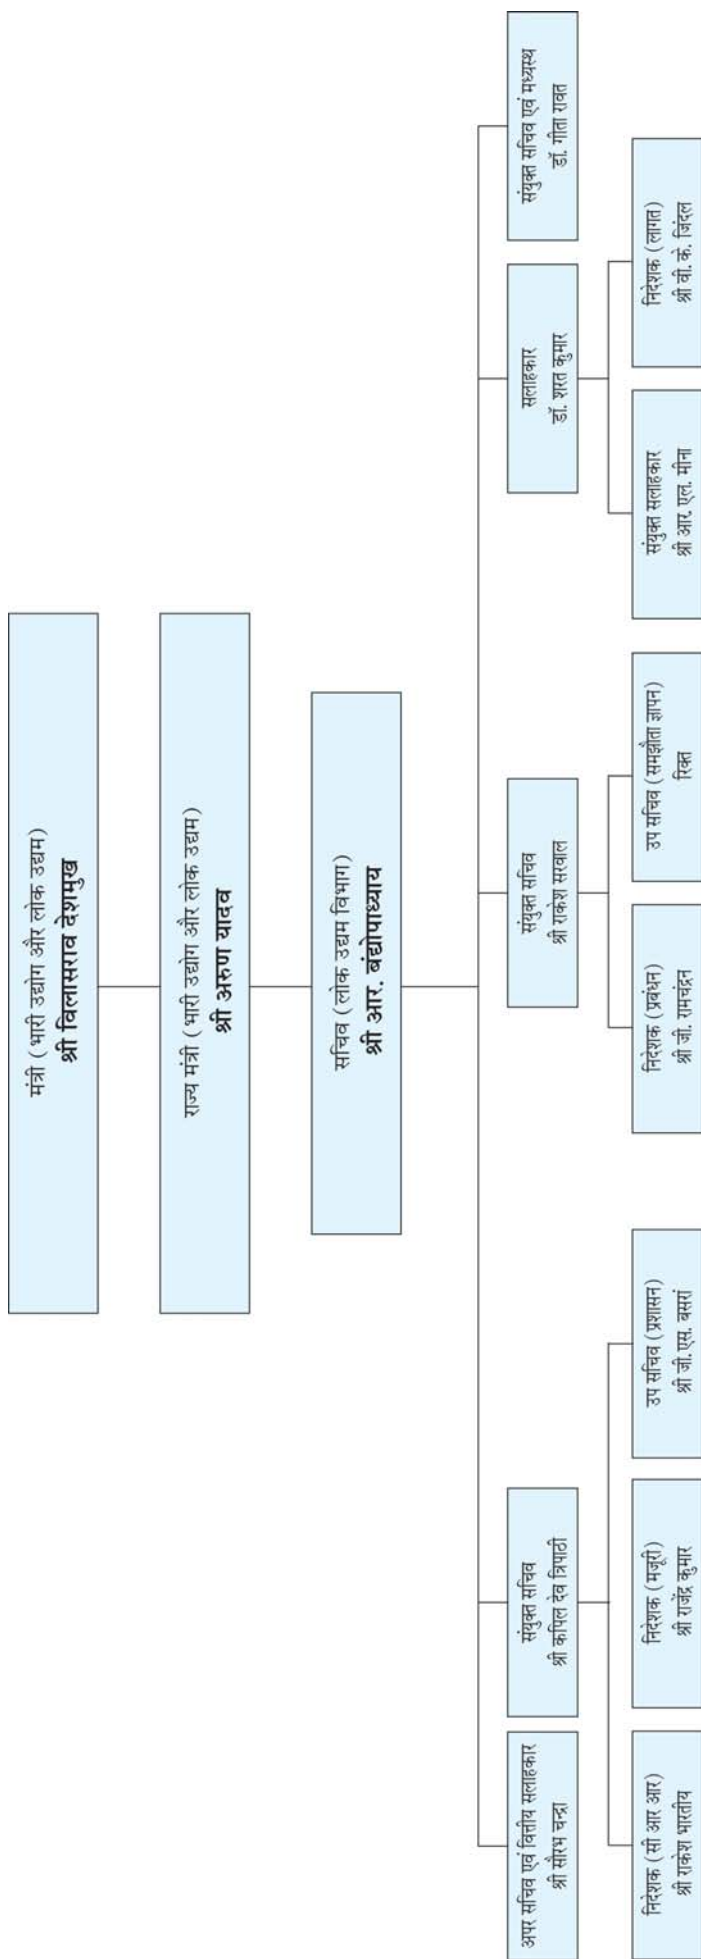 मंत्री (भारी उद्योग और लोक उद्यम)
श्री विलासराव देशमुख
राज्य मंत्री (भारी उद्योग और लोक उद्यम)
श्री अरुण यादव
सचिव (लोक उद्यम विभाग)
श्री आर. बंद्योपाध्याय
अपर सचिव एवं वित्तीय सलाहकार
श्री सौरभ चन्द्रा
संयुक्त सचिव
श्री कपिल देव त्रिपाठी
संयुक्त सचिव
श्री राकेश सरवाल
सलाहकार
डॉ. शरत कुमार
संयुक्त सचिव एवं मध्यस्थ
डॉ. गीता रावत
निदेशक (सी आर आर)
श्री राकेश भारतीय
निदेशक (मजूरी)
श्री राजेंद्र कुमार
उप सचिव (प्रशासन)
श्री जी.एस. बसरां
निदेशक (प्रबंधन)
श्री जी. रामचंद्रन
उप सचिव (समझौता ज्ञापन)
रिक्त
संयुक्त सलाहकार
श्री आर. एल. मीना
निदेशक (लागत)
श्री वी. के. जिंदल